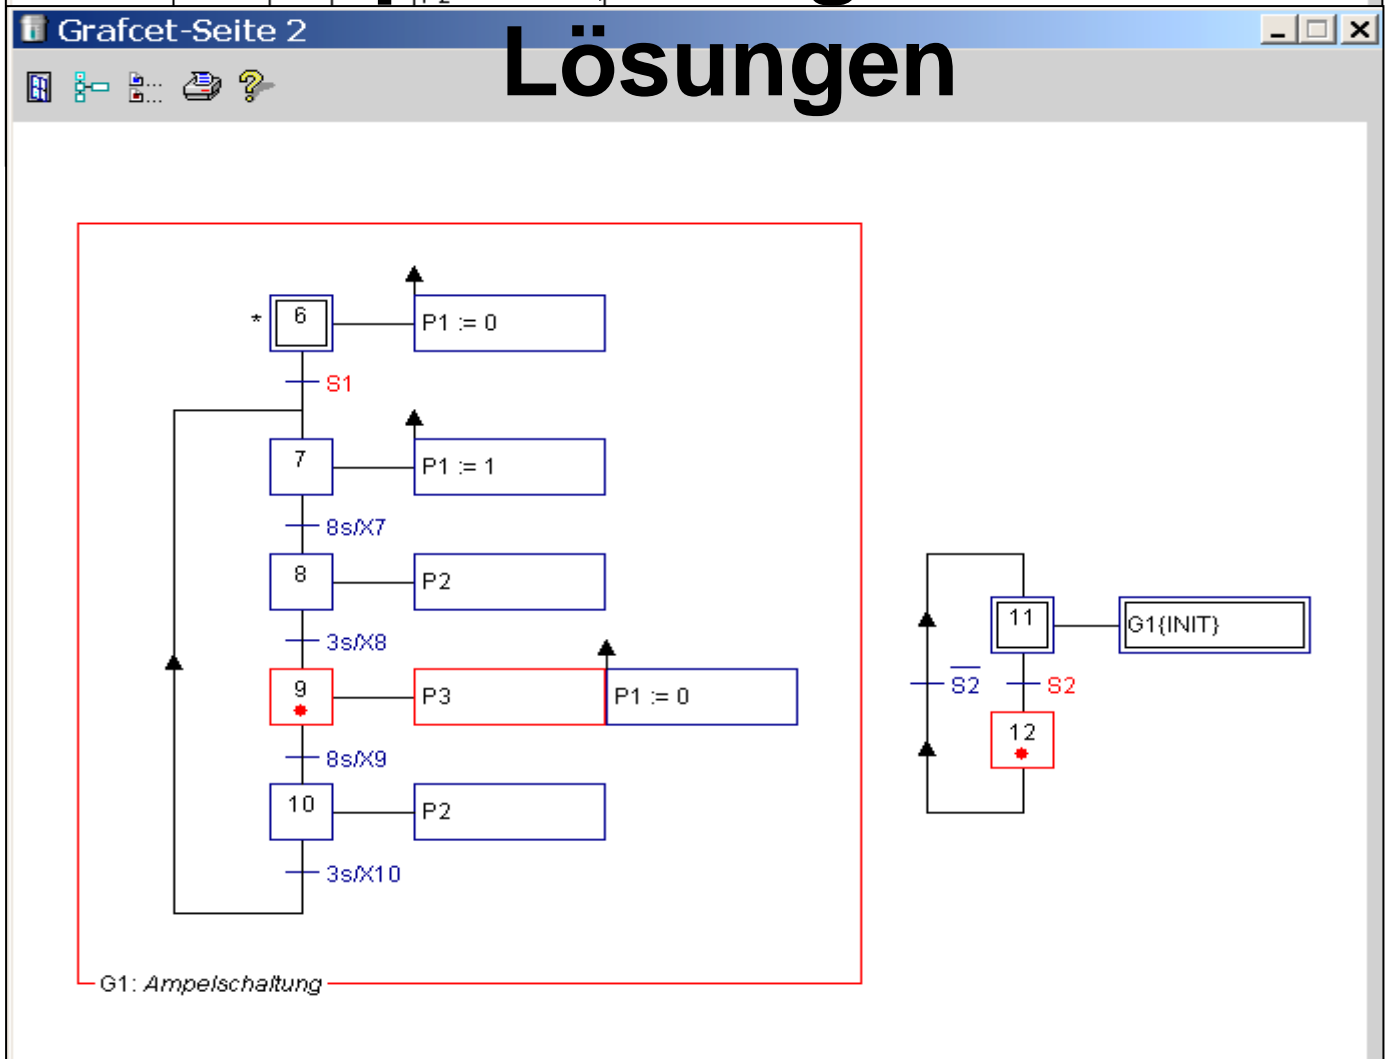 Grafcet-Seite 2
Lösungen
* 6 P1 := 0
S1
7 P1 := 1
8s/X7
8 P2
3s/X8
9 P3 P1 := 0
8s/X9
10 P2
3s/X10
G1: Ampelschaltung
11 G1{INIT}
S̅2̅ S2
12